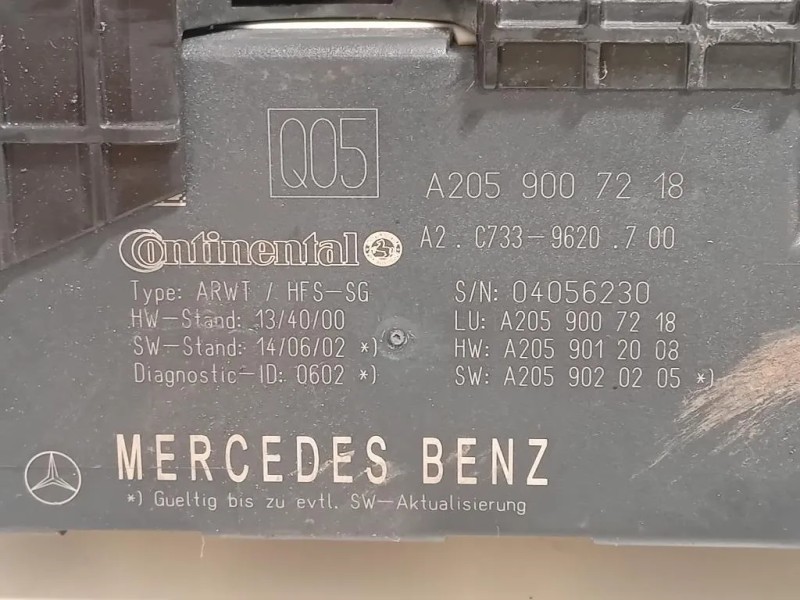 Q05
A205 900 72 18
Continental
A2.C733-9620.700
Type: ARWT / HFS-SG
S/N: 04056230
HW-Stand: 13/40/00
LU: A205 900 72 18
SW-Stand: 14/06/02 *)
HW: A205 901 20 08
Diagnostic-ID: 0602 *)
SW: A205 902 02 05 *)
MERCEDES BENZ
*) Gueltig bis zu evtl. SW-Aktualisierung